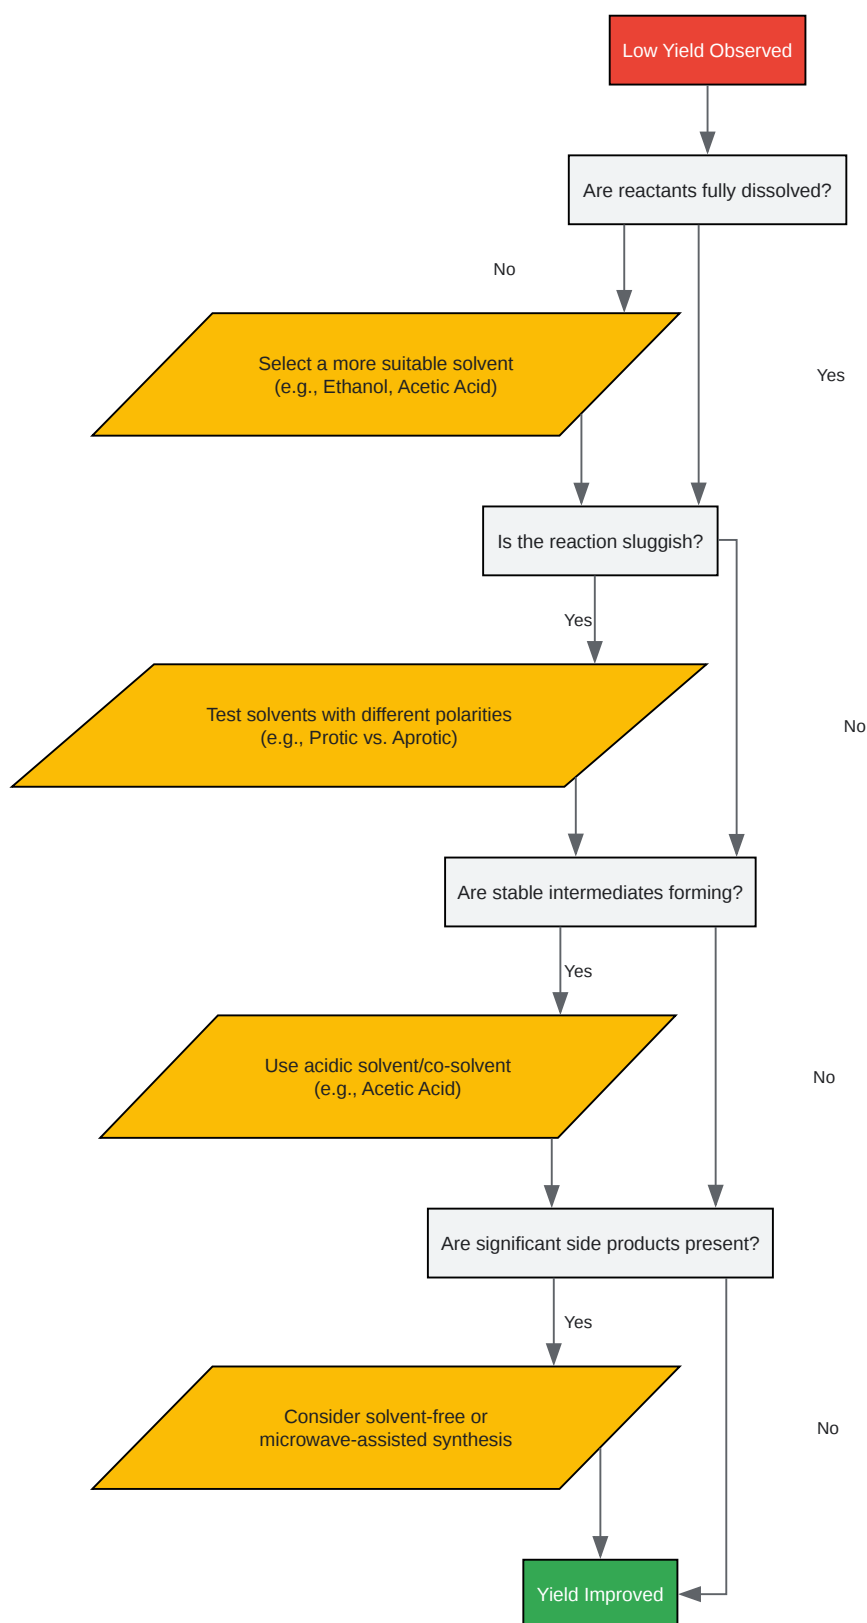 Low Yield Observed
Are reactants fully dissolved?
No
Select a more suitable solvent
(e.g., Ethanol, Acetic Acid)
Yes
Is the reaction sluggish?
Yes
Test solvents with different polarities
(e.g., Protic vs. Aprotic)
No
Are stable intermediates forming?
Yes
Use acidic solvent/co-solvent
(e.g., Acetic Acid)
No
Are significant side products present?
Yes
Consider solvent-free or
microwave-assisted synthesis
No
Yield Improved